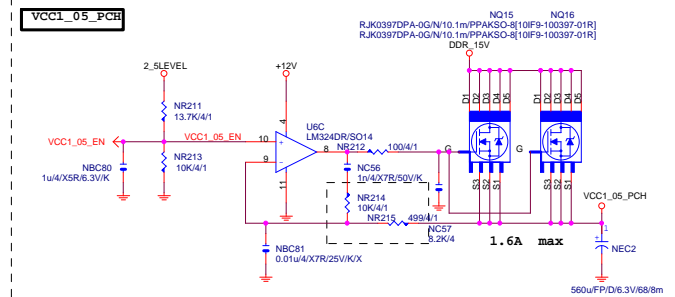 VCC1_05_PCH
NQ15 NQ16
RJK0397DPA-0G/N/10.1m/PPAKSO-8[10IF9-100397-01R]
RJK0397DPA-0G/N/10.1m/PPAKSO-8[10IF9-100397-01R]
DDR_15V
2_5LEVEL
+12V
NR211
13.7K/4/1
D1 D2 D3 D4 D5
D1 D2 D3 D4 D5
U6C
LM324DR/SO14
4
VCC1_05_EN
VCC1_05_EN
10
+
9
-
8
11
NR212
100/4/1
G
G
NR213
10K/4/1
NBC80
1u/4/X5R/6.3V/K
NC56
1n/4/X7R/50V/K
S3 S2 S1
S3 S2 S1
NR214
10K/4/1
NR215
499/4/1
NC57
8.2K/4
VCC1_05_PCH
1
+
NEC2
1.6A max
NBC81
0.01u/4/X7R/25V/K/X
560u/FP/D/6.3V/68/8m